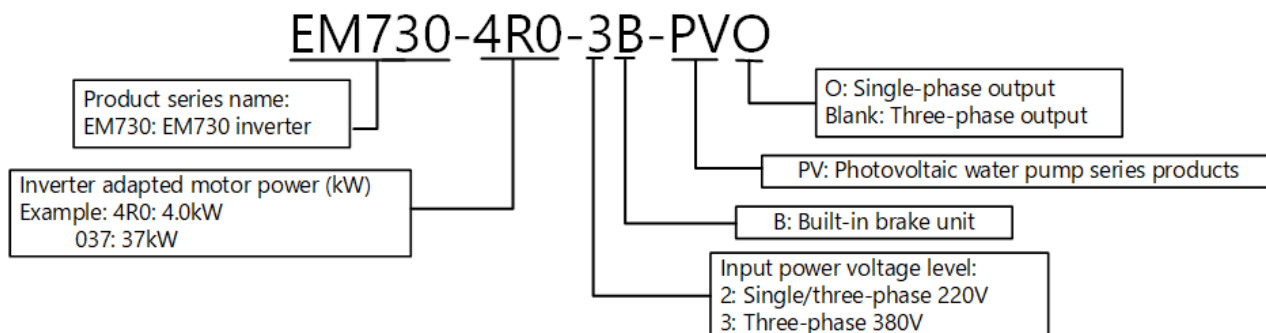 EM730-4R0-3B-PVO
Product series name:
EM730: EM730 inverter
O: Single-phase output
Blank: Three-phase output
PV: Photovoltaic water pump series products
Inverter adapted motor power (kW)
Example: 4R0: 4.0kW
037: 37kW
B: Built-in brake unit
Input power voltage level:
2: Single/three-phase 220V
3: Three-phase 380V